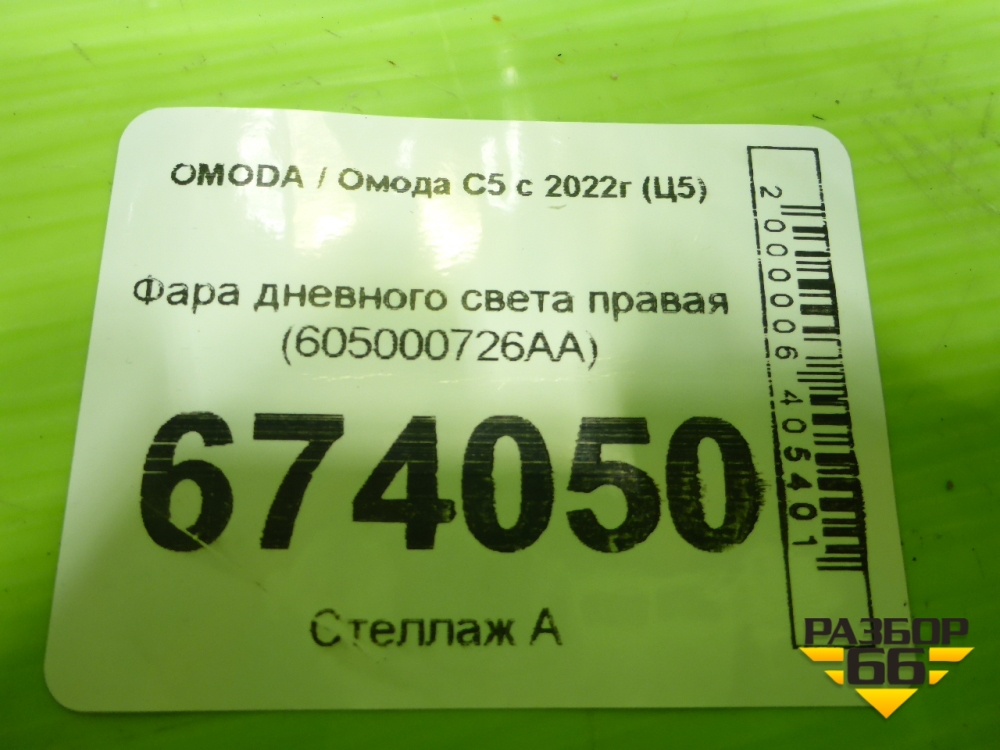 OMODA / Омода C5 с 2022г (Ц5)
Фара дневного света правая
(605000726AA)
674050
Стеллаж А
2000006405401
РАЗБОР
66